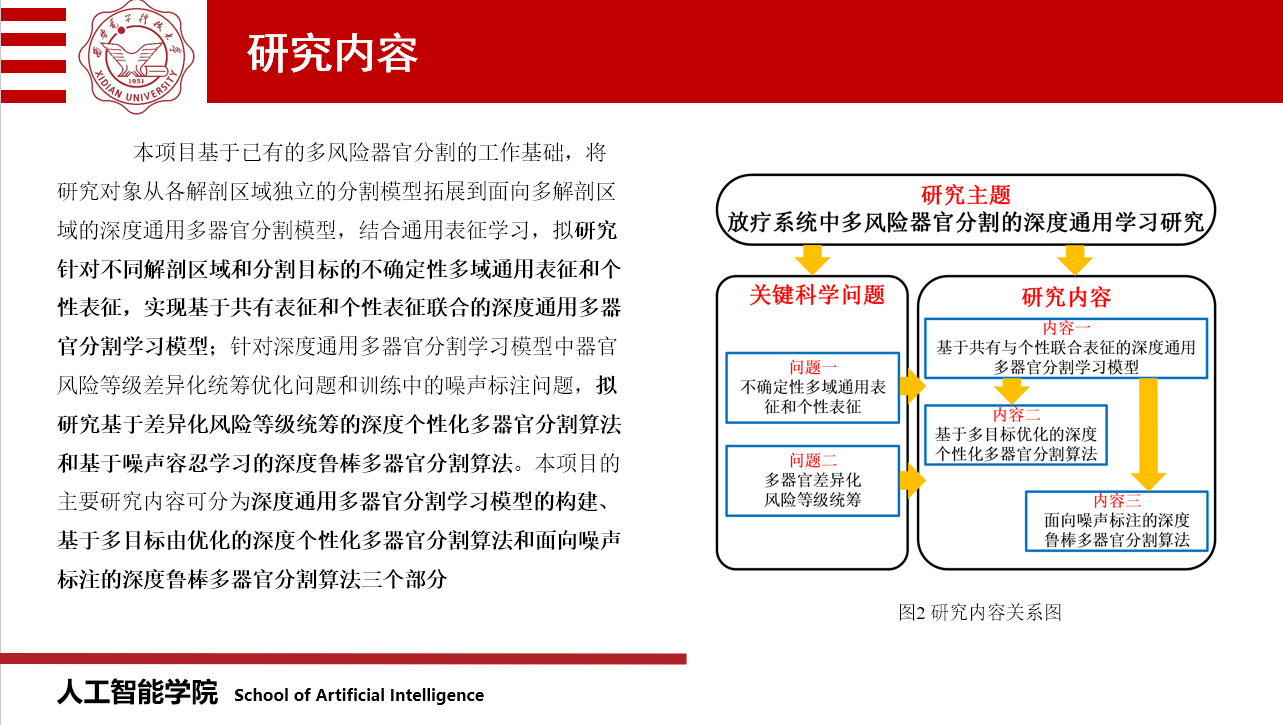 西安电子科技大学
1931
XIDIAN UNIVERSITY
研究内容
本项目基于已有的多风险器官分割的工作基础，将
研究对象从各解剖区域独立的分割模型拓展到面向多解剖区
域的深度通用多器官分割模型，结合通用表征学习，拟研究
针对不同解剖区域和分割目标的不确定性多域通用表征和个
性表征，实现基于共有表征和个性表征联合的深度通用多器
官分割学习模型；针对深度通用多器官分割学习模型中器官
风险等级差异化统筹优化问题和训练中的噪声标注问题，拟
研究基于差异化风险等级统筹的深度个性化多器官分割算法
和基于噪声容忍学习的深度鲁棒多器官分割算法。本项目的
主要研究内容可分为深度通用多器官分割学习模型的构建、
基于多目标由优化的深度个性化多器官分割算法和面向噪声
标注的深度鲁棒多器官分割算法三个部分
研究主题
放疗系统中多风险器官分割的深度通用学习研究
关键科学问题
问题一
不确定性多域通用表
征和个性表征
问题二
多器官差异化
风险等级统筹
研究内容
内容一
基于共有与个性联合表征的深度通用
多器官分割学习模型
内容二
基于多目标优化的深度
个性化多器官分割算法
内容三
面向噪声标注的深度
鲁棒多器官分割算法
图2 研究内容关系图
人工智能学院 School of Artificial Intelligence